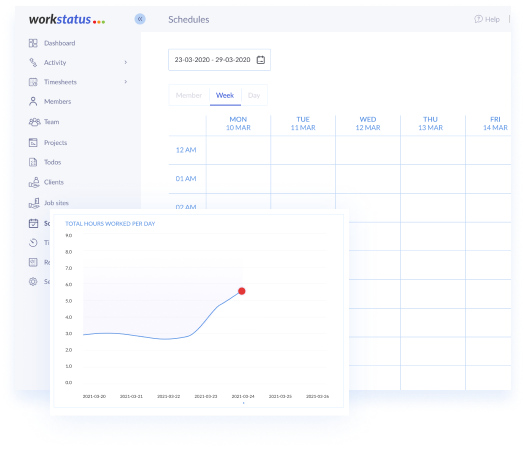 workstatus
Schedules
Help
Dashboard
23-03-2020 - 29-03-2020
Activity
Timesheets
Member Week Day
Members
Team
MON TUE WED THU FRI
10 MAR 11 MAR 12 MAR 13 MAR 14 MAR
Projects
12 AM
Todos
Clients
01 AM
Job sites
02 AM
Sc
TOTAL HOURS WORKED PER DAY
9.0
Ti
8.0
Re
7.0
Se
6.0
5.0
4.0
3.0
2.0
1.0
0.0
2021-03-20 2021-03-21 2021-03-22 2021-03-23 2021-03-24 2021-03-25 2021-03-26